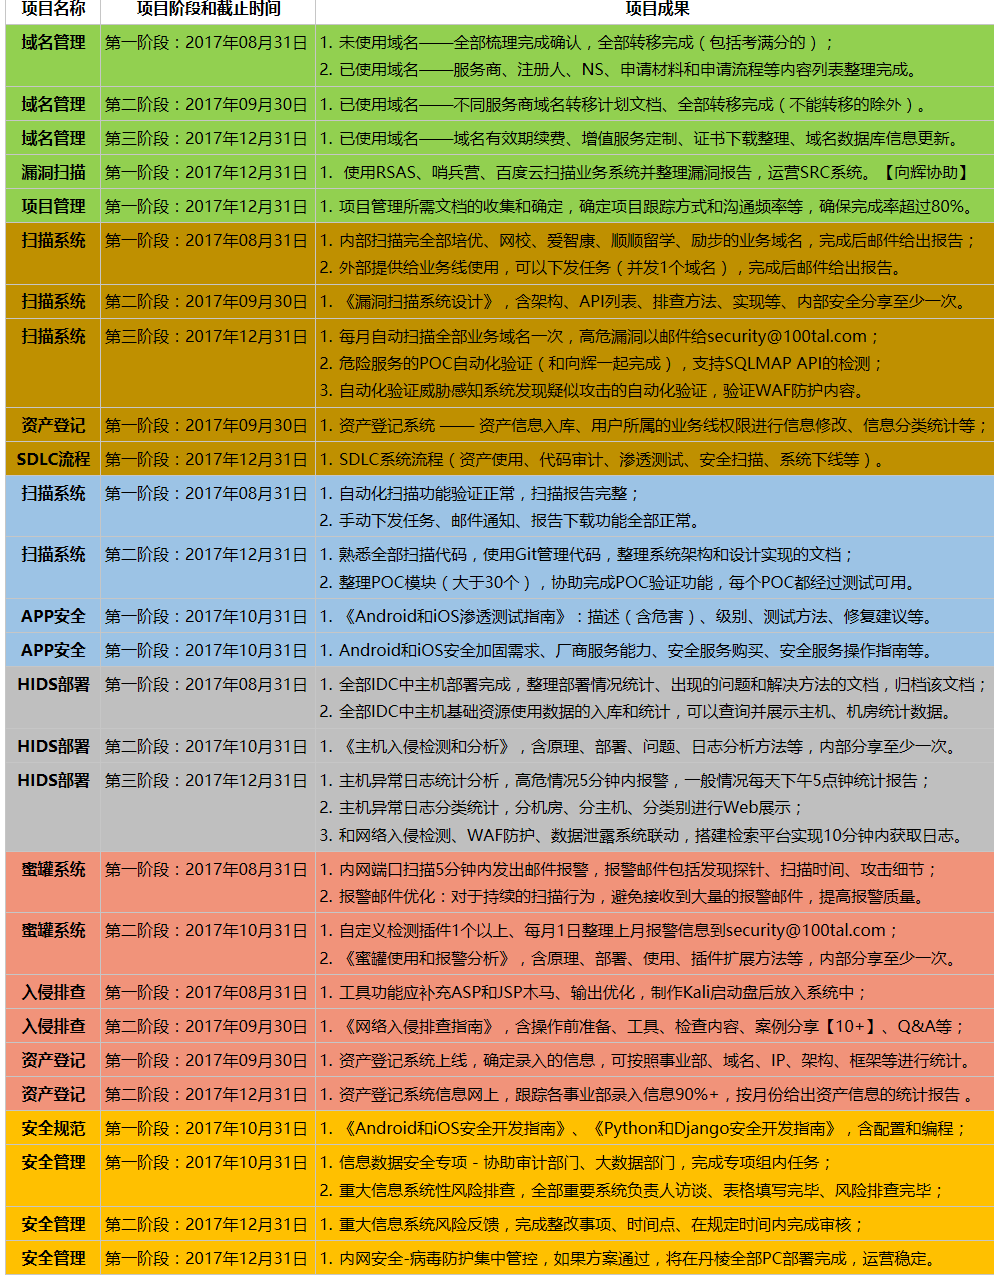 项目名称 项目阶段和截止时间 项目成果
域名管理 第一阶段：2017年08月31日 1. 未使用域名——全部梳理完成确认，全部转移完成（包括考满分的）；
2. 已使用域名——服务商、注册人、NS、申请材料和申请流程等内容列表整理完成。
域名管理 第二阶段：2017年09月30日 1. 已使用域名——不同服务商域名转移计划文档、全部转移完成（不能转移的除外）。
域名管理 第三阶段：2017年12月31日 1. 已使用域名——域名有效期续费、增值服务定制、证书下载整理、域名数据库信息更新。
漏洞扫描 第一阶段：2017年12月31日 1. 使用RSAS、哨兵营、百度云扫描业务系统并整理漏洞报告，运营SRC系统。【向辉协助】
项目管理 第一阶段：2017年12月31日 1. 项目管理所需文档的收集和确定，确定项目跟踪方式和沟通频率等，确保完成率超过80%。
扫描系统 第一阶段：2017年08月31日 1. 内部扫描完全部培优、网校、爱智康、顺顺留学、励步的业务域名，完成后邮件给出报告；
2. 外部提供给业务线使用，可以下发任务（并发1个域名），完成后邮件给出报告。
扫描系统 第二阶段：2017年09月30日 1. 《漏洞扫描系统设计》，含架构、API列表、排查方法、实现等、内部安全分享至少一次。
扫描系统 第三阶段：2017年12月31日 1. 每月自动扫描全部业务域名一次，高危漏洞以邮件给security@100tal.com；
2. 危险服务的POC自动化验证（和向辉一起完成），支持SQLMAP API的检测；
3. 自动化验证威胁感知系统发现疑似攻击的自动化验证，验证WAF防护内容。
资产登记 第一阶段：2017年09月30日 1. 资产登记系统 —— 资产信息入库、用户所属的业务线权限进行信息修改、信息分类统计等；
SDLC流程 第一阶段：2017年12月31日 1. SDLC系统流程（资产使用、代码审计、渗透测试、安全扫描、系统下线等）。
扫描系统 第一阶段：2017年08月31日 1. 自动化扫描功能验证正常，扫描报告完整；
2. 手动下发任务、邮件通知、报告下载功能全部正常。
扫描系统 第二阶段：2017年12月31日 1. 熟悉全部扫描代码，使用Git管理代码，整理系统架构和设计实现的文档；
2. 整理POC模块（大于30个），协助完成POC验证功能，每个POC都经过测试可用。
APP安全 第一阶段：2017年10月31日 1. 《Android和iOS渗透测试指南》：描述（含危害）、级别、测试方法、修复建议等。
APP安全 第一阶段：2017年10月31日 1. Android和iOS安全加固需求、厂商服务能力、安全服务购买、安全服务操作指南等。
HIDS部署 第一阶段：2017年08月31日 1. 全部IDC中主机部署完成，整理部署情况统计、出现的问题和解决方法的文档，归档该文档；
2. 全部IDC中主机基础资源使用数据的入库和统计，可以查询并展示主机、机房统计数据。
HIDS部署 第二阶段：2017年10月31日 1. 《主机入侵检测和分析》，含原理、部署、问题、日志分析方法等，内部分享至少一次。
HIDS部署 第三阶段：2017年12月31日 1. 主机异常日志统计分析，高危情况5分钟内报警，一般情况每天下午5点钟统计报告；
2. 主机异常日志分类统计，分机房、分主机、分类别进行Web展示；
3. 和网络入侵检测、WAF防护、数据泄露系统联动，搭建检索平台实现10分钟内获取日志。
蜜罐系统 第一阶段：2017年08月31日 1. 内网端口扫描5分钟内发出邮件报警，报警邮件包括发现探针、扫描时间、攻击细节；
2. 报警邮件优化：对于持续的扫描行为，避免接收到大量的报警邮件，提高报警质量。
蜜罐系统 第二阶段：2017年10月31日 1. 自定义检测插件1个以上、每月1日整理上月报警信息到security@100tal.com；
2. 《蜜罐使用和报警分析》，含原理、部署、使用、插件扩展方法等，内部分享至少一次。
入侵排查 第一阶段：2017年08月31日 1. 工具功能应补充ASP和JSP木马、输出优化，制作Kali启动盘后放入系统中；
入侵排查 第二阶段：2017年09月30日 1. 《网络入侵排查指南》，含操作前准备、工具、检查内容、案例分享【10+】、Q&A等；
资产登记 第一阶段：2017年09月30日 1. 资产登记系统上线，确定录入的信息，可按照事业部、域名、IP、架构、框架等进行统计。
资产登记 第二阶段：2017年12月31日 1. 资产登记系统信息网上，跟踪各事业部录入信息90%+，按月份给出资产信息的统计报告 。
安全规范 第一阶段：2017年10月31日 1. 《Android和iOS安全开发指南》、《Python和Django安全开发指南》，含配置和编程；
安全管理 第一阶段：2017年10月31日 1. 信息数据安全专项 - 协助审计部门、大数据部门，完成专项组内任务；
2. 重大信息系统性风险排查，全部重要系统负责人访谈、表格填写完毕、风险排查完毕；
安全管理 第二阶段：2017年12月31日 1. 重大信息系统风险反馈，完成整改事项、时间点、在规定时间内完成审核；
安全管理 第一阶段：2017年12月31日 1. 内网安全-病毒防护集中管控，如果方案通过，将在丹棱全部PC部署完成，运营稳定。